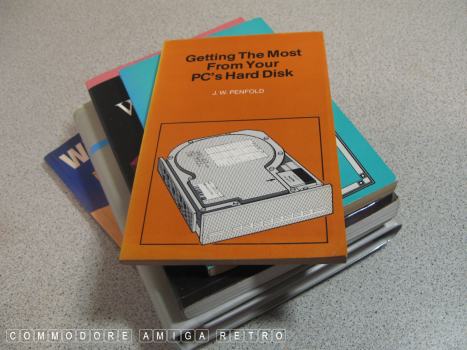 Getting The Most
From Your
PC's Hard Disk
J. W. PENFOLD
W
W
COMMODORE AMIGA RETRO